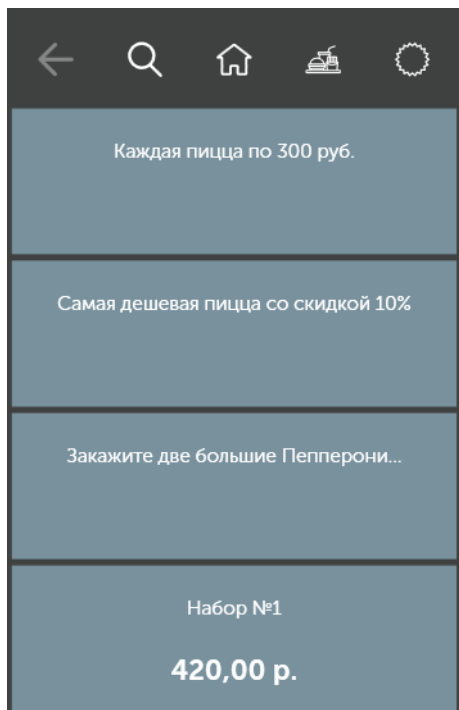 Каждая пицца по 300 руб.
Самая дешевая пицца со скидкой 10%
Закажите две большие Пепперони...
Набор №1
420,00 р.